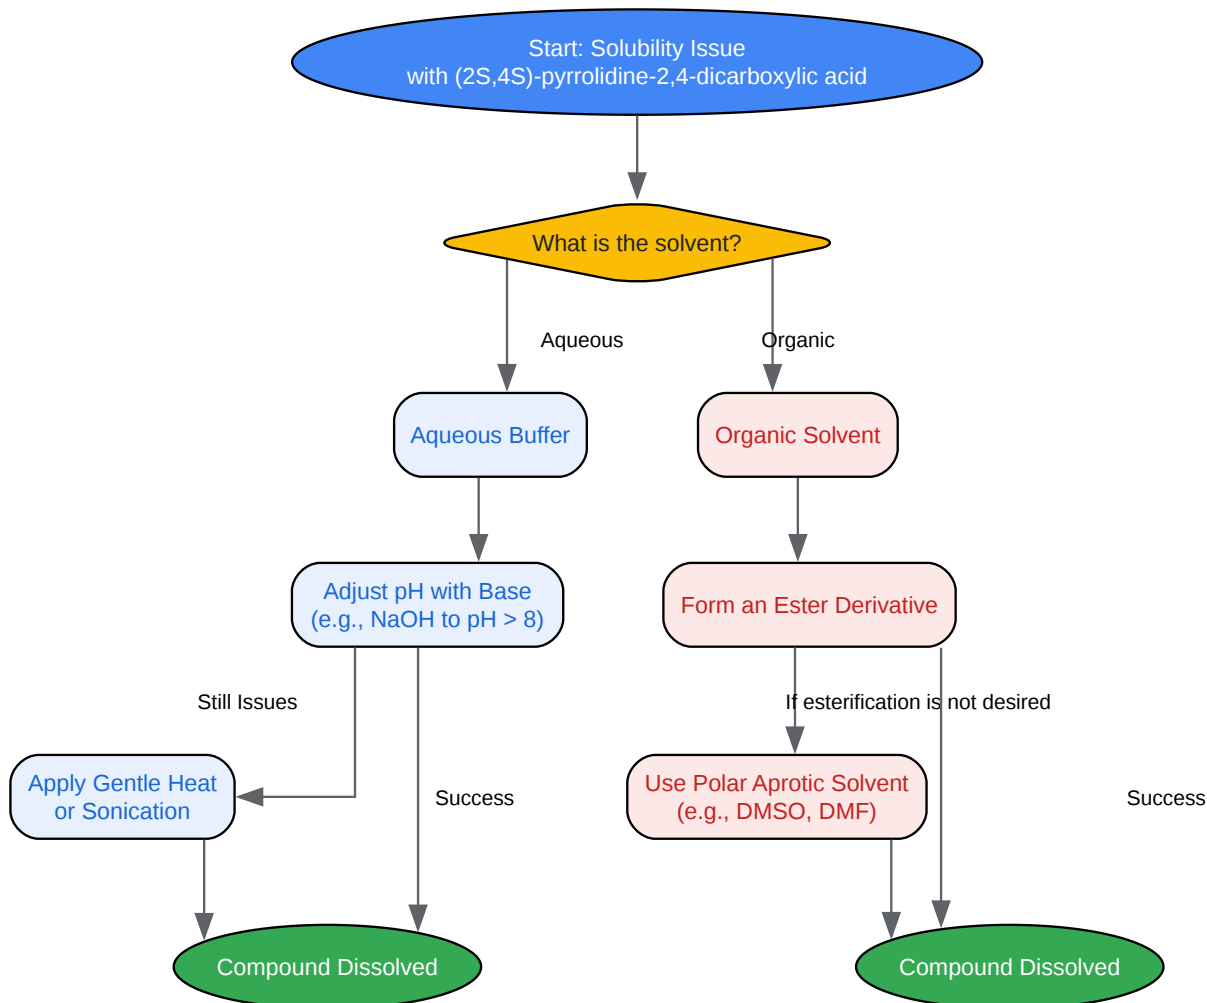 Start: Solubility Issue
with (2S,4S)-pyrrolidine-2,4-dicarboxylic acid
What is the solvent?
Aqueous
Organic
Aqueous Buffer
Organic Solvent
Adjust pH with Base
(e.g., NaOH to pH > 8)
Form an Ester Derivative
Still Issues
If esterification is not desired
Apply Gentle Heat
or Sonication
Success
Use Polar Aprotic Solvent
(e.g., DMSO, DMF)
Success
Compound Dissolved
Compound Dissolved